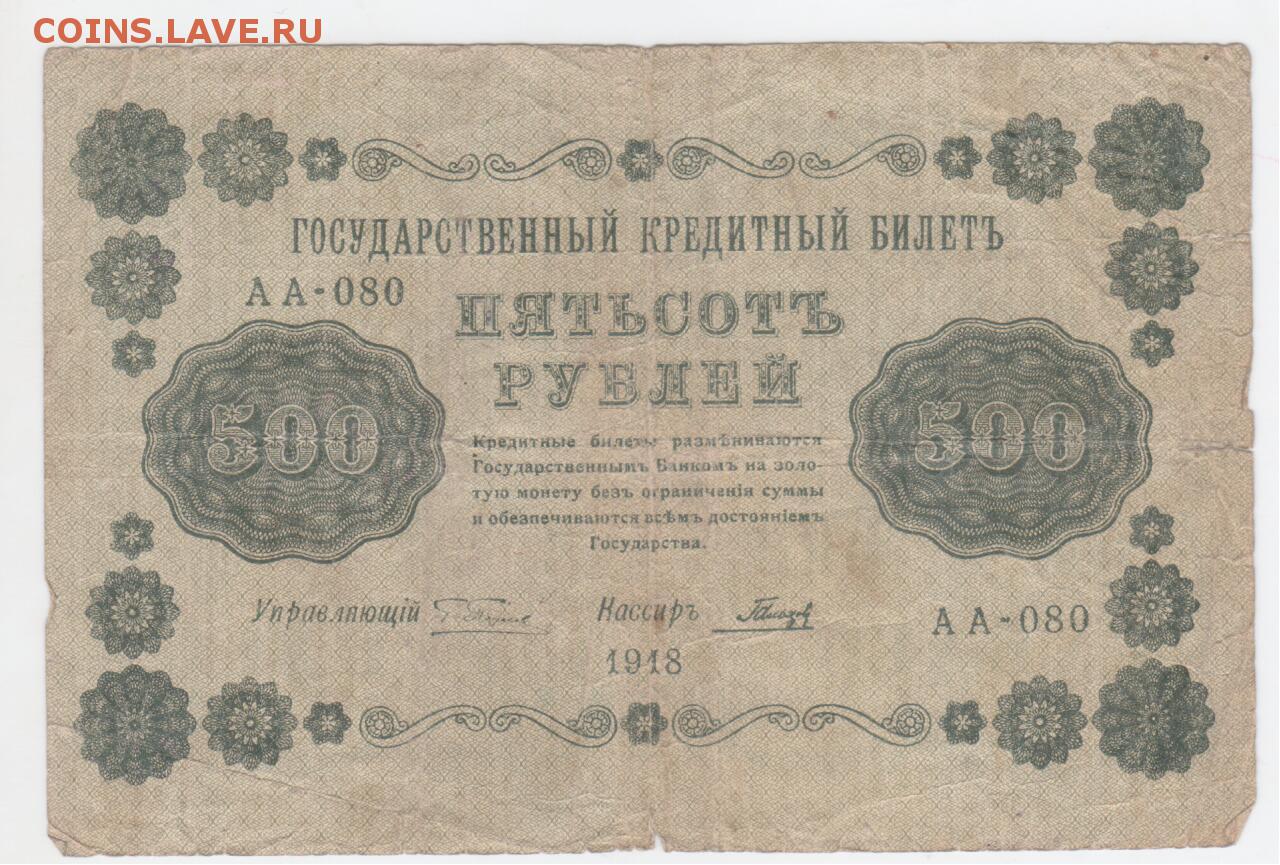 COINS.LAVE.RU
ГОСУДАРСТВЕННЫЙ КРЕДИТНЫЙ БИЛЕТЪ
АА-080
ПЯТЬСОТЪ
РУБЛЕЙ
500
500
Кредитные билеты размѣниваются
Государственнымъ Банкомъ на золо-
тую монету безъ ограниченія суммы
и обезпечиваются всѣмъ достояніемъ
Государства.
Управляющій Кассиръ
АА-080
1918